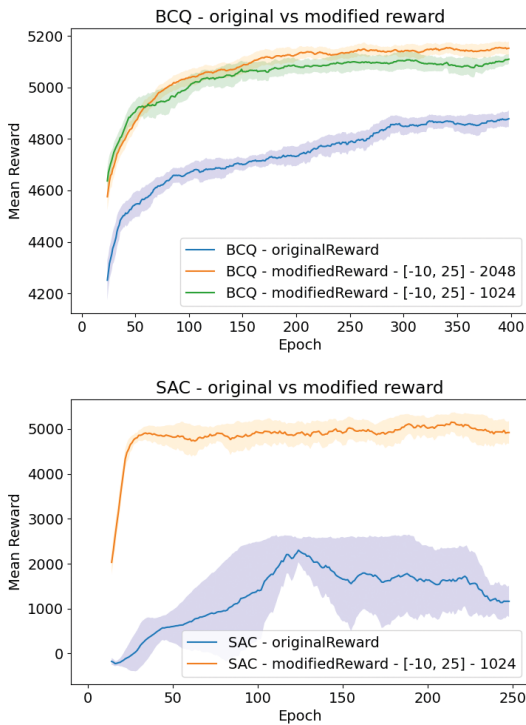 BCQ - original vs modified reward
5200
5000
4800
4600
4400
4200
Mean Reward
BCQ - originalReward
BCQ - modifiedReward - [-10, 25] - 2048
BCQ - modifiedReward - [-10, 25] - 1024
0 50 100 150 200 250 300 350 400
Epoch
SAC - original vs modified reward
5000
4000
3000
2000
1000
0
Mean Reward
SAC - originalReward
SAC - modifiedReward - [-10, 25] - 1024
0 50 100 150 200 250
Epoch